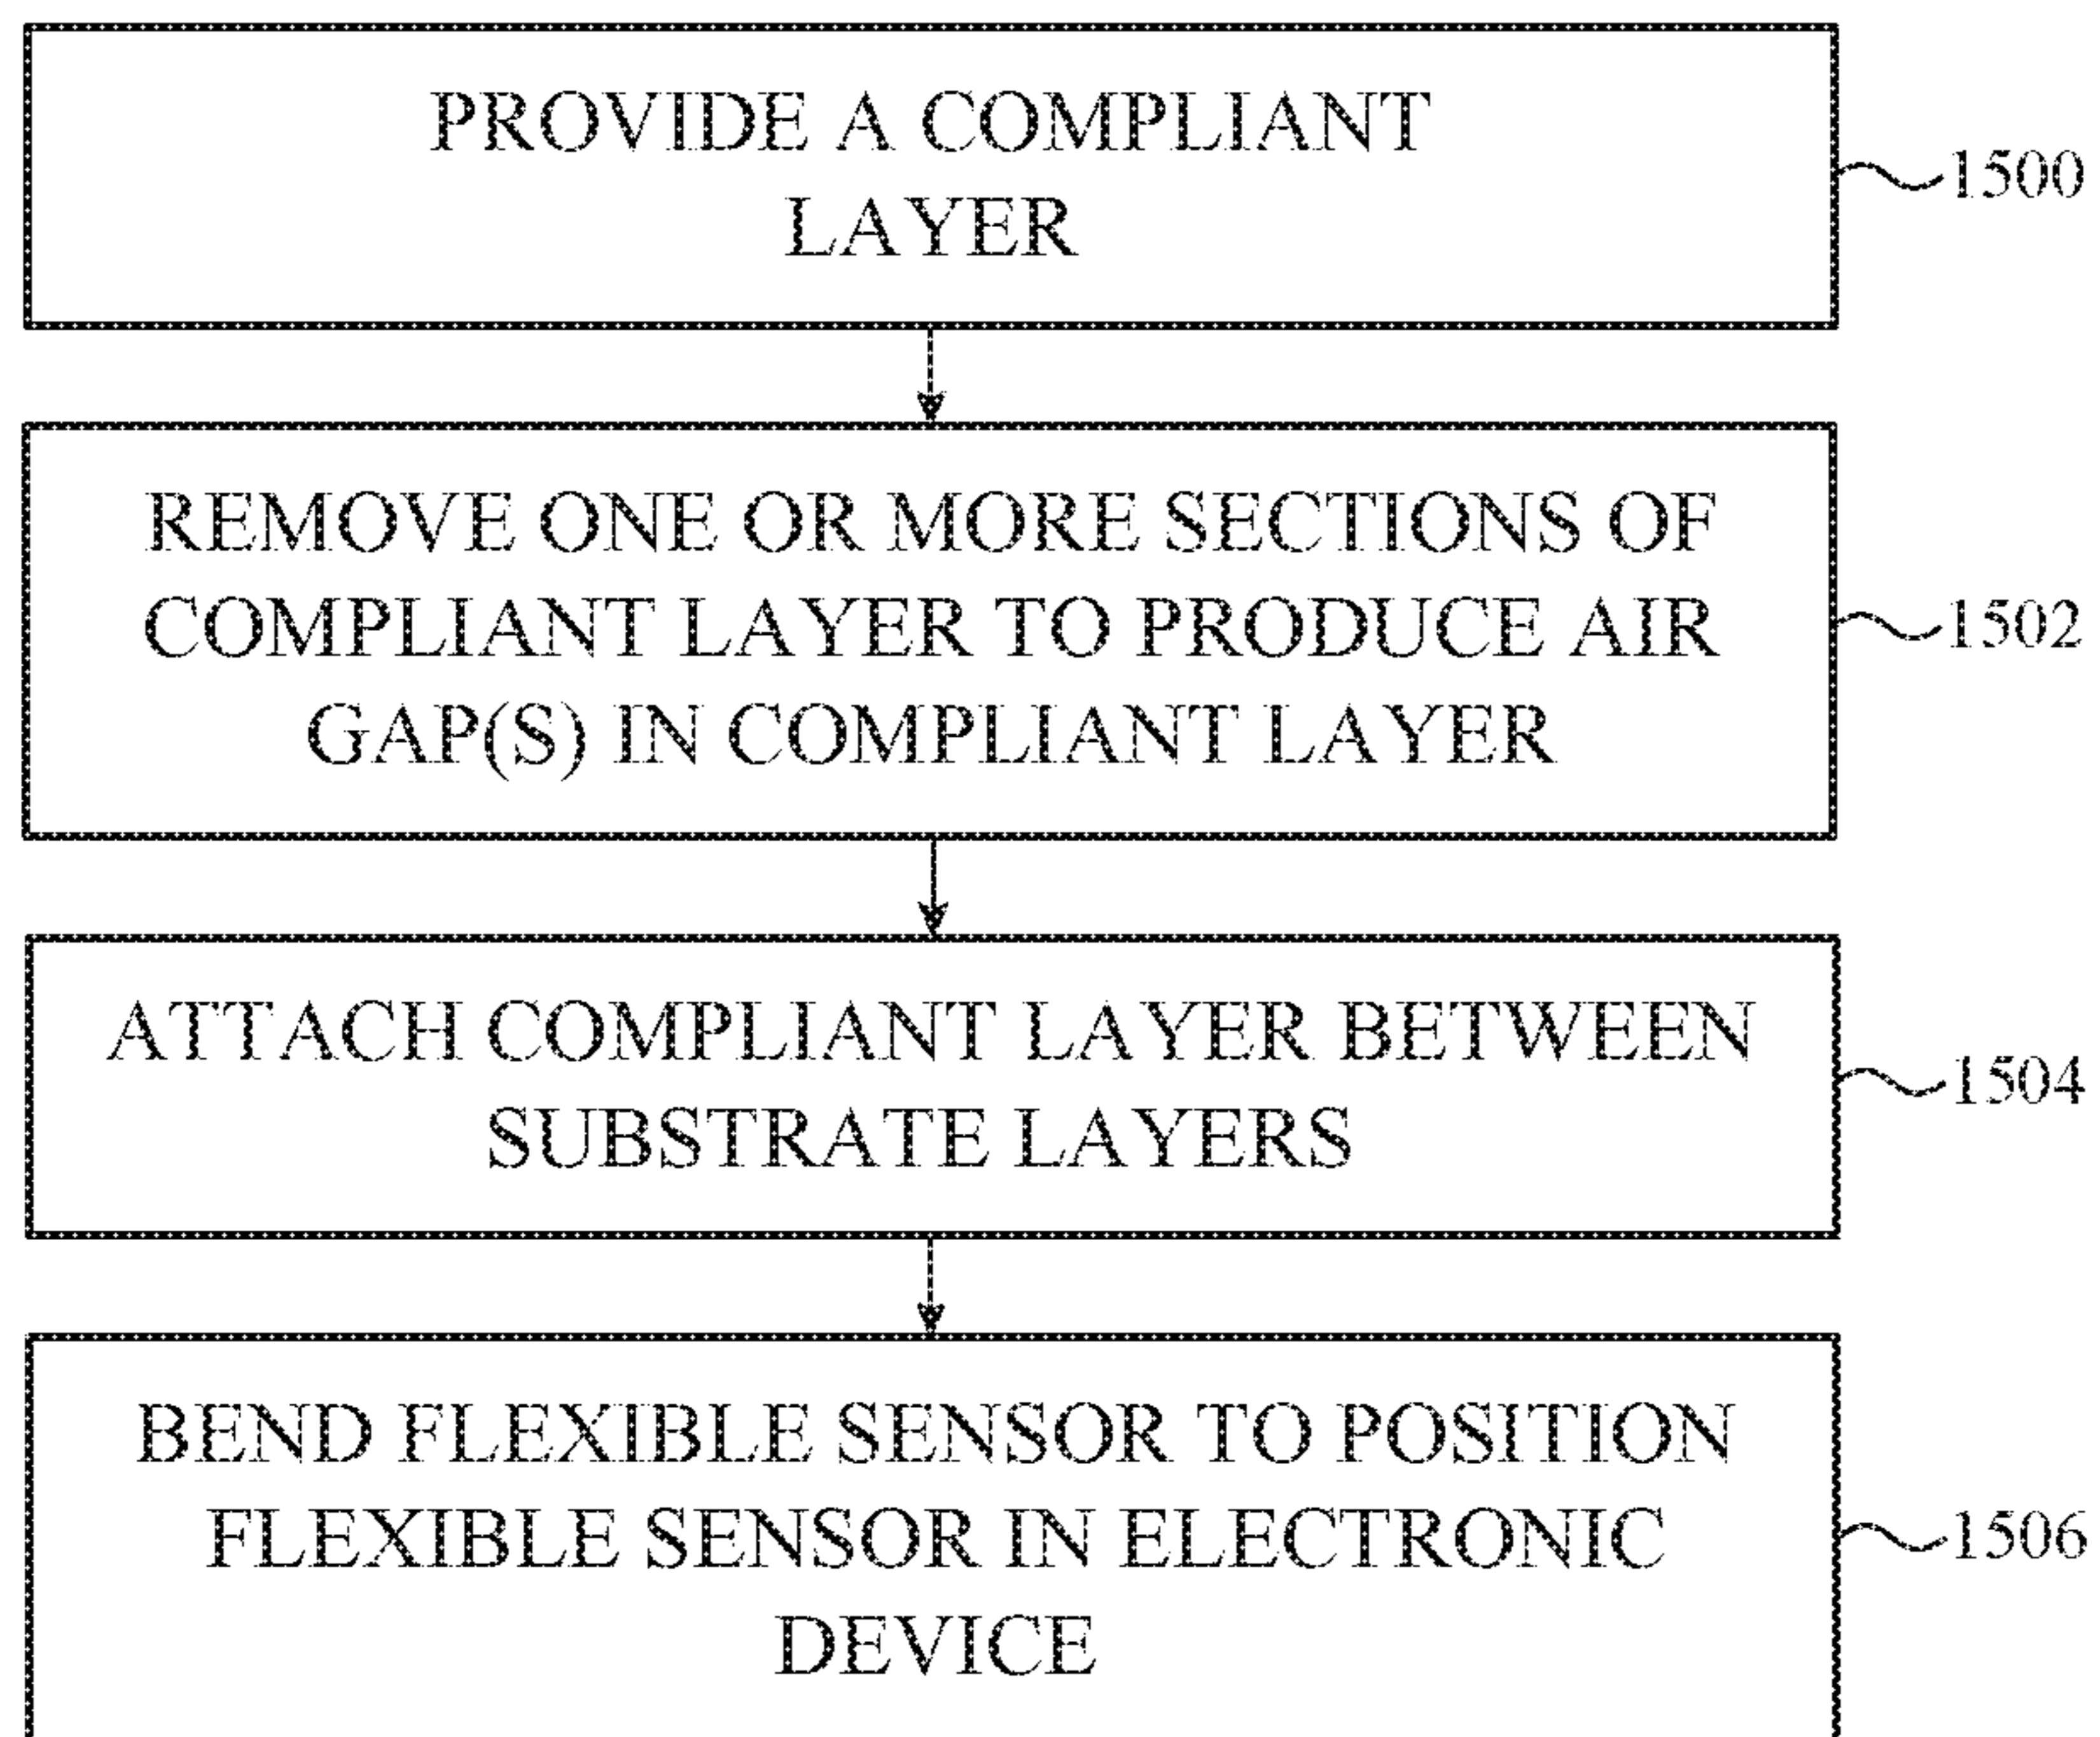 PROVIDE A COMPLIANT
LAYER
1500
REMOVE ONE OR MORE SECTIONS OF
COMPLIANT LAYER TO PRODUCE AIR
GAP(S) IN COMPLIANT LAYER
1502
ATTACH COMPLIANT LAYER BETWEEN
SUBSTRATE LAYERS
1504
BEND FLEXIBLE SENSOR TO POSITION
FLEXIBLE SENSOR IN ELECTRONIC
DEVICE
1506